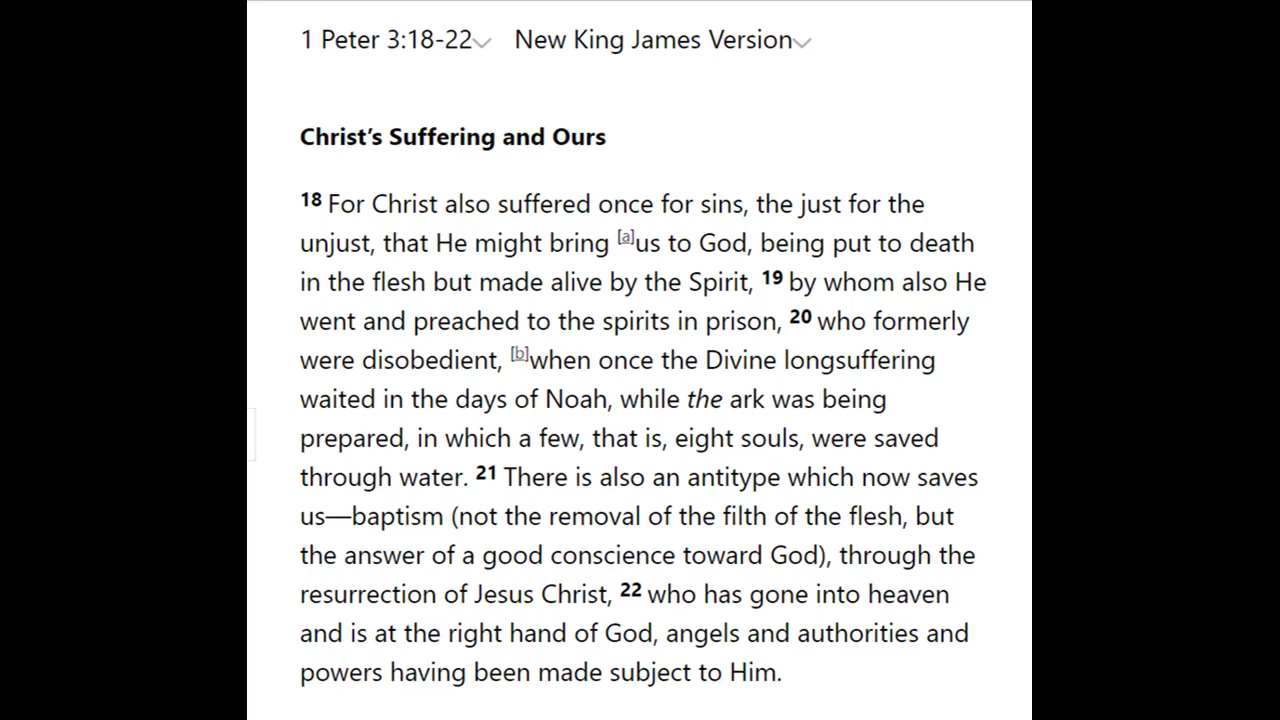 1 Peter 3:18-22 New King James Version
Christ’s Suffering and Ours
18 For Christ also suffered once for sins, the just for the
unjust, that He might bring [a]us to God, being put to death
in the flesh but made alive by the Spirit, 19 by whom also He
went and preached to the spirits in prison, 20 who formerly
were disobedient, [b]when once the Divine longsuffering
waited in the days of Noah, while the ark was being
prepared, in which a few, that is, eight souls, were saved
through water. 21 There is also an antitype which now saves
us—baptism (not the removal of the filth of the flesh, but
the answer of a good conscience toward God), through the
resurrection of Jesus Christ, 22 who has gone into heaven
and is at the right hand of God, angels and authorities and
powers having been made subject to Him.